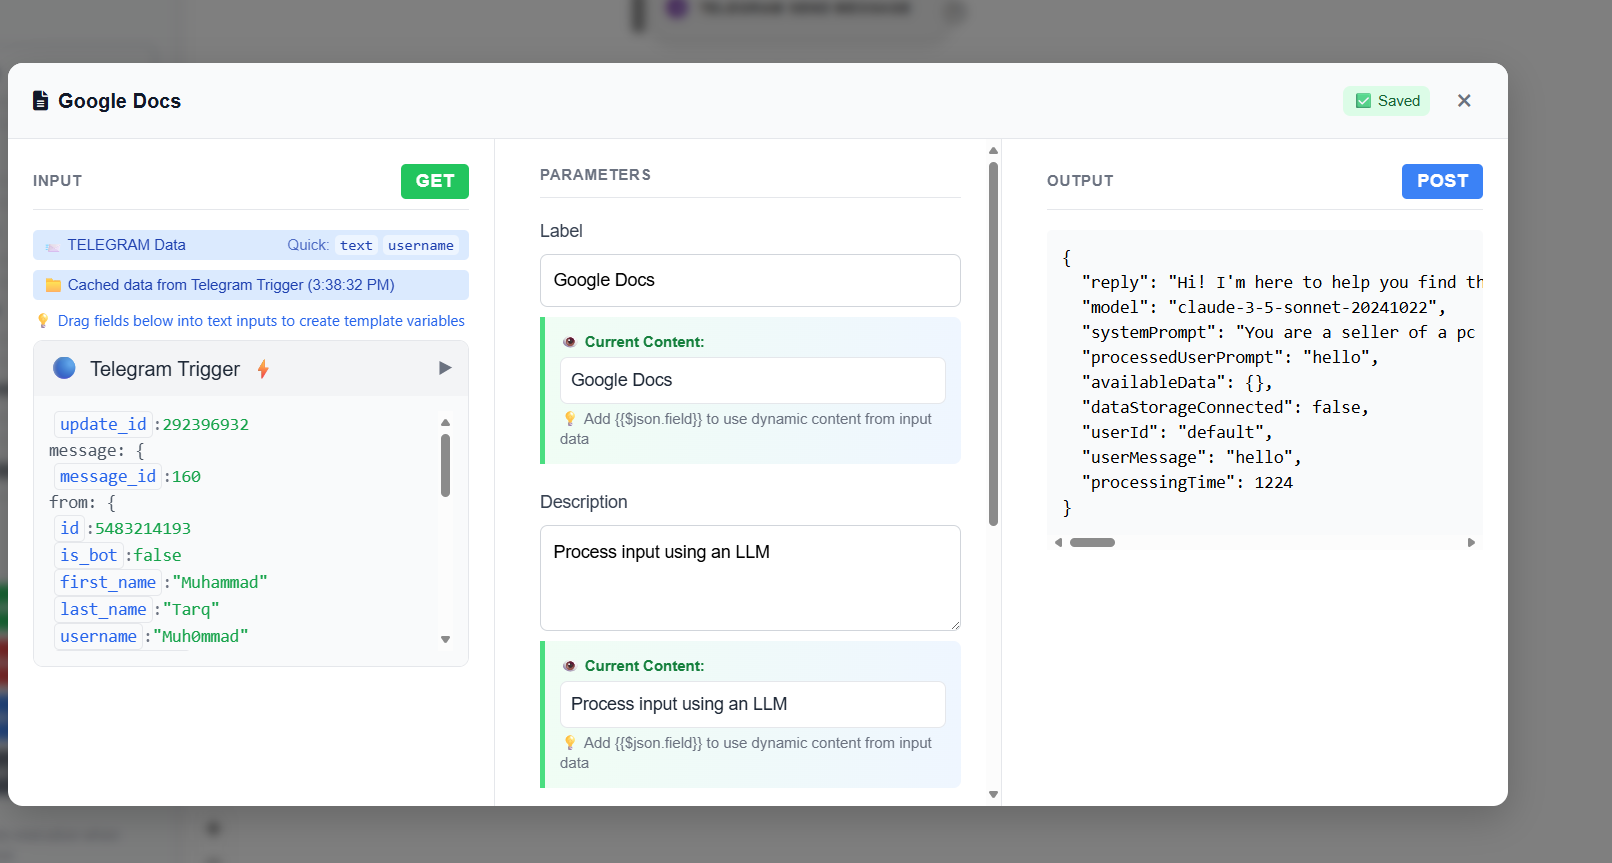 TELEGRAM SEND MESSAGE
Google Docs
Saved
INPUT
GET
TELEGRAM Data
Quick: text username
Cached data from Telegram Trigger (3:38:32 PM)
Drag fields below into text inputs to create template variables
Telegram Trigger
update_id:292396932
message: {
message_id:160
from: {
id:5483214193
is_bot:false
first_name:"Muhammad"
last_name:"Tarq"
username:"Muh0mmad"
PARAMETERS
Label
Google Docs
Current Content:
Google Docs
Add {{$json.field}} to use dynamic content from input
data
Description
Process input using an LLM
Current Content:
Process input using an LLM
Add {{$json.field}} to use dynamic content from input
data
OUTPUT
POST
{
"reply": "Hi! I'm here to help you find th
"model": "claude-3-5-sonnet-20241022",
"systemPrompt": "You are a seller of a pc
"processedUserPrompt": "hello",
"availableData": {},
"dataStorageConnected": false,
"userId": "default",
"userMessage": "hello",
"processingTime": 1224
}